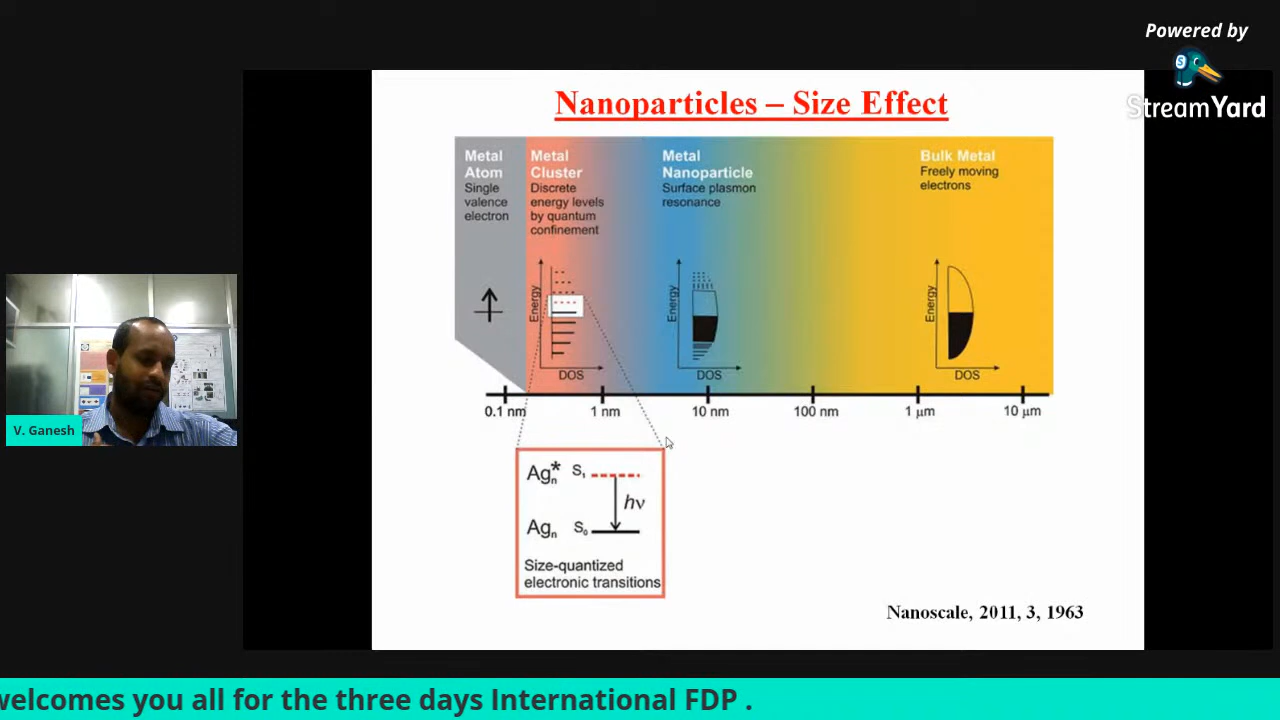 Powered by
StreamYard
Nanoparticles – Size Effect
Metal
Atom
Single
valence
electron
Metal
Cluster
Discrete
energy levels
by quantum
confinement
Metal
Nanoparticle
Surface plasmon
resonance
Bulk Metal
Freely moving
electrons
Energy
DOS
Energy
DOS
Energy
DOS
0.1 nm
1 nm
10 nm
100 nm
1 μm
10 μm
Agn* S1
hν
Agn S0
Size-quantized
electronic transitions
Nanoscale, 2011, 3, 1963
V. Ganesh
welcomes you all for the three days International FDP .